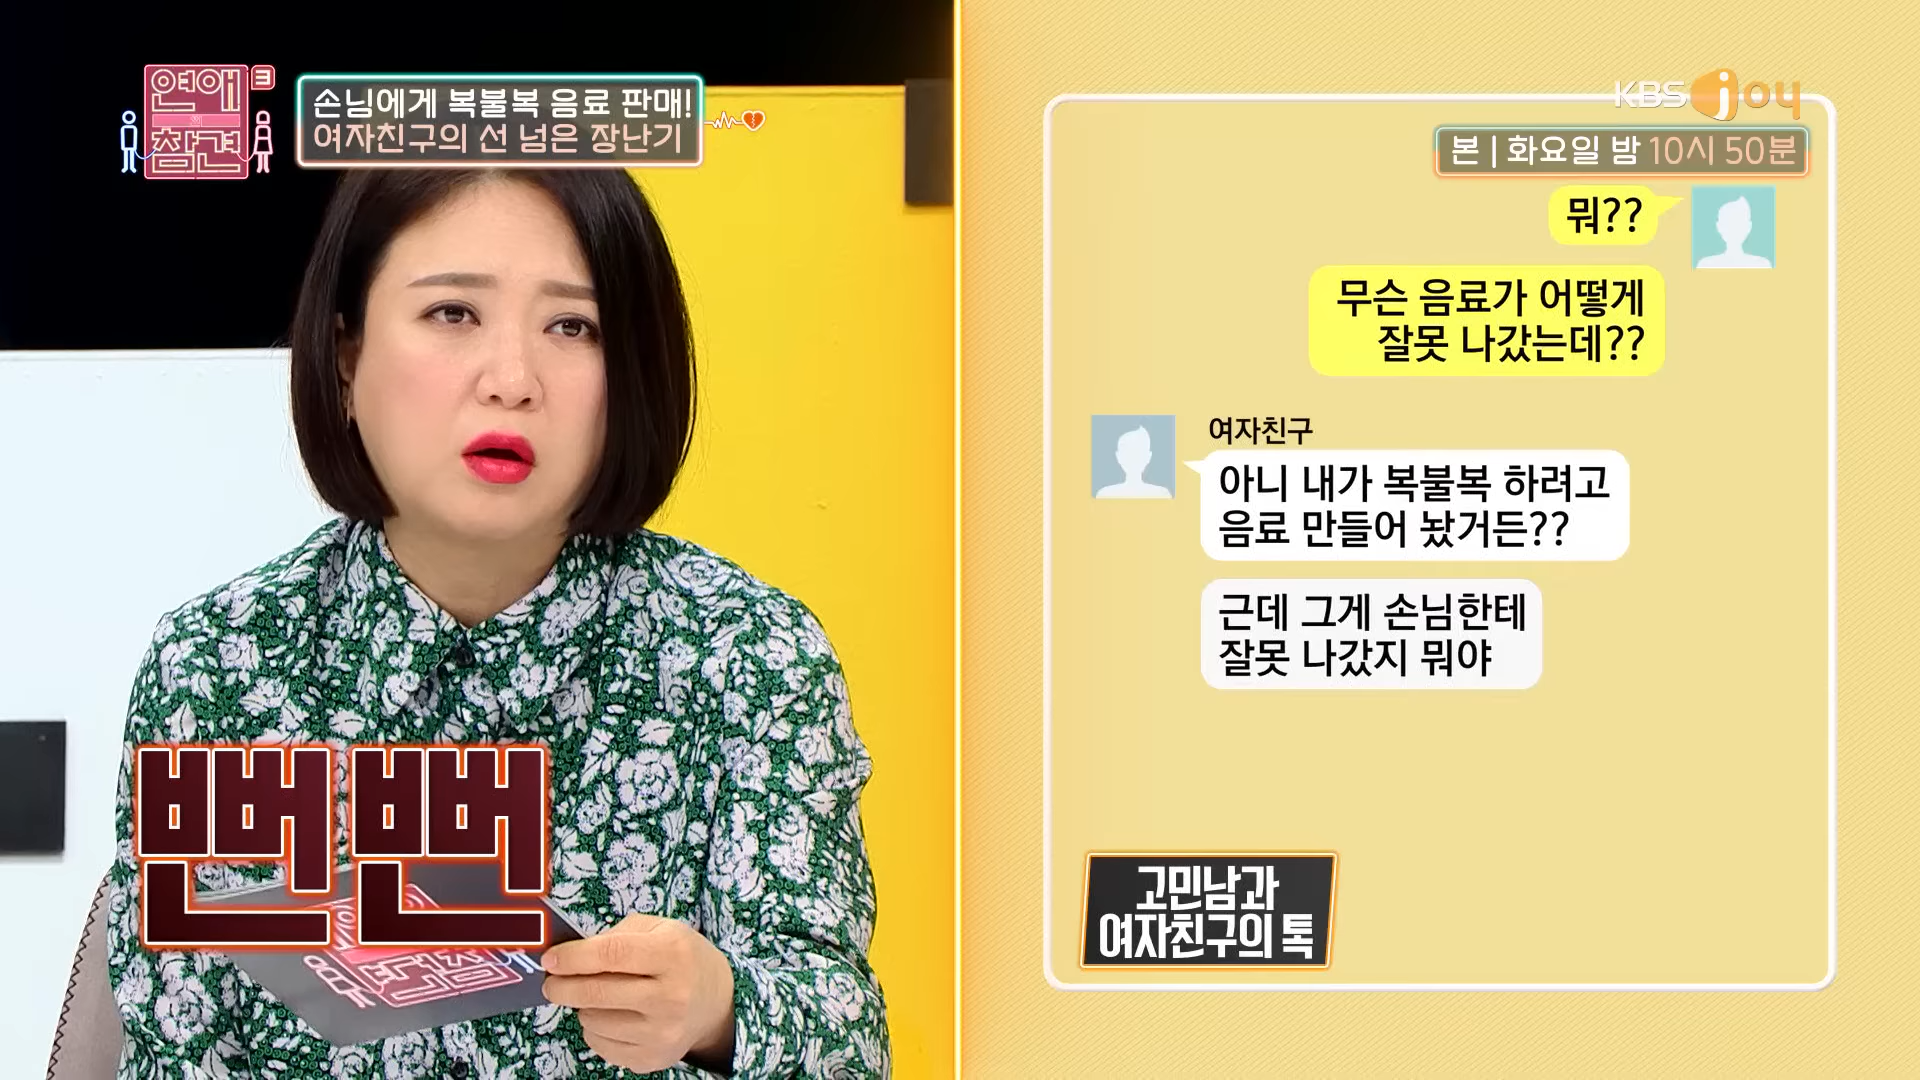 연애
의
참견
3
손님에게 복불복 음료 판매!
여자친구의 선 넘은 장난기
KBS joy
본 | 화요일 밤 10시 50분
뭐??
무슨 음료가 어떻게
잘못 나갔는데??
여자친구
아니 내가 복불복 하려고
음료 만들어 놨거든??
근데 그게 손님한테
잘못 나갔지 뭐야
뻔뻔
참견
고민남과
여자친구의 톡